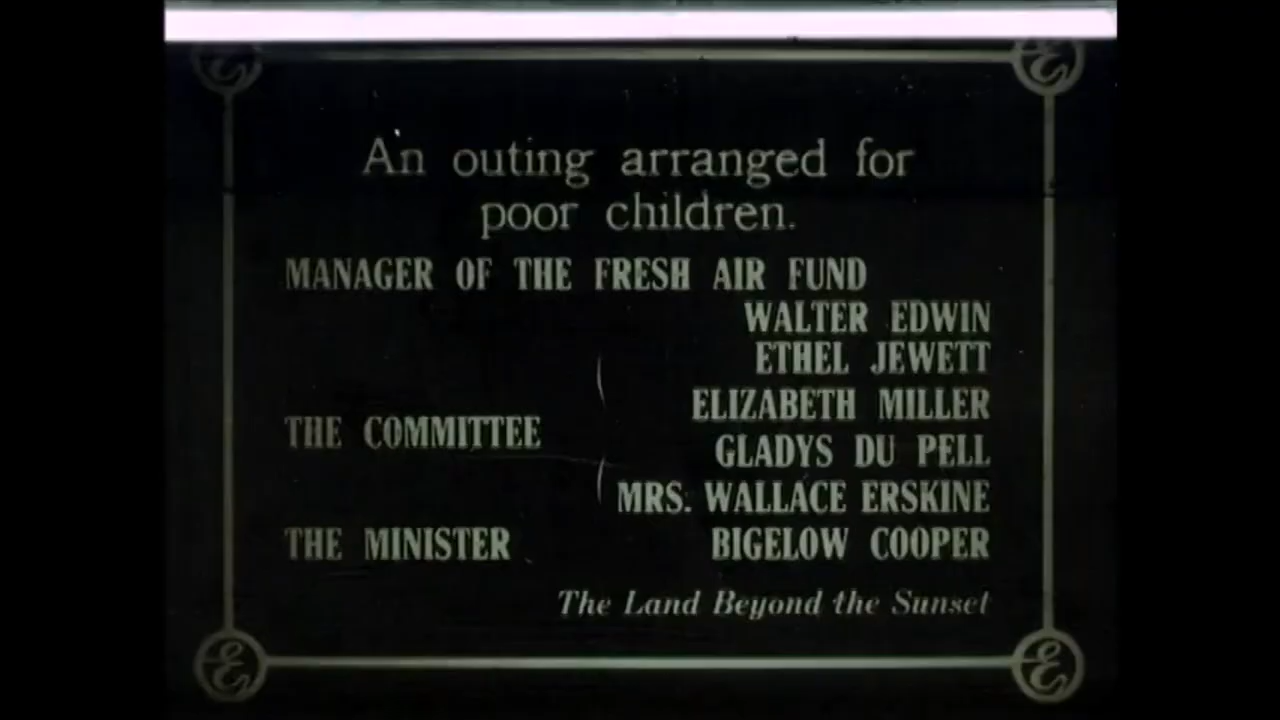 An outing arranged for
poor children.
MANAGER OF THE FRESH AIR FUND
WALTER EDWIN
ETHEL JEWETT
ELIZABETH MILLER
THE COMMITTEE
GLADYS DU PELL
MRS. WALLACE ERSKINE
THE MINISTER BIGELOW COOPER
The Land Beyond the Sunset
E
E
E
E